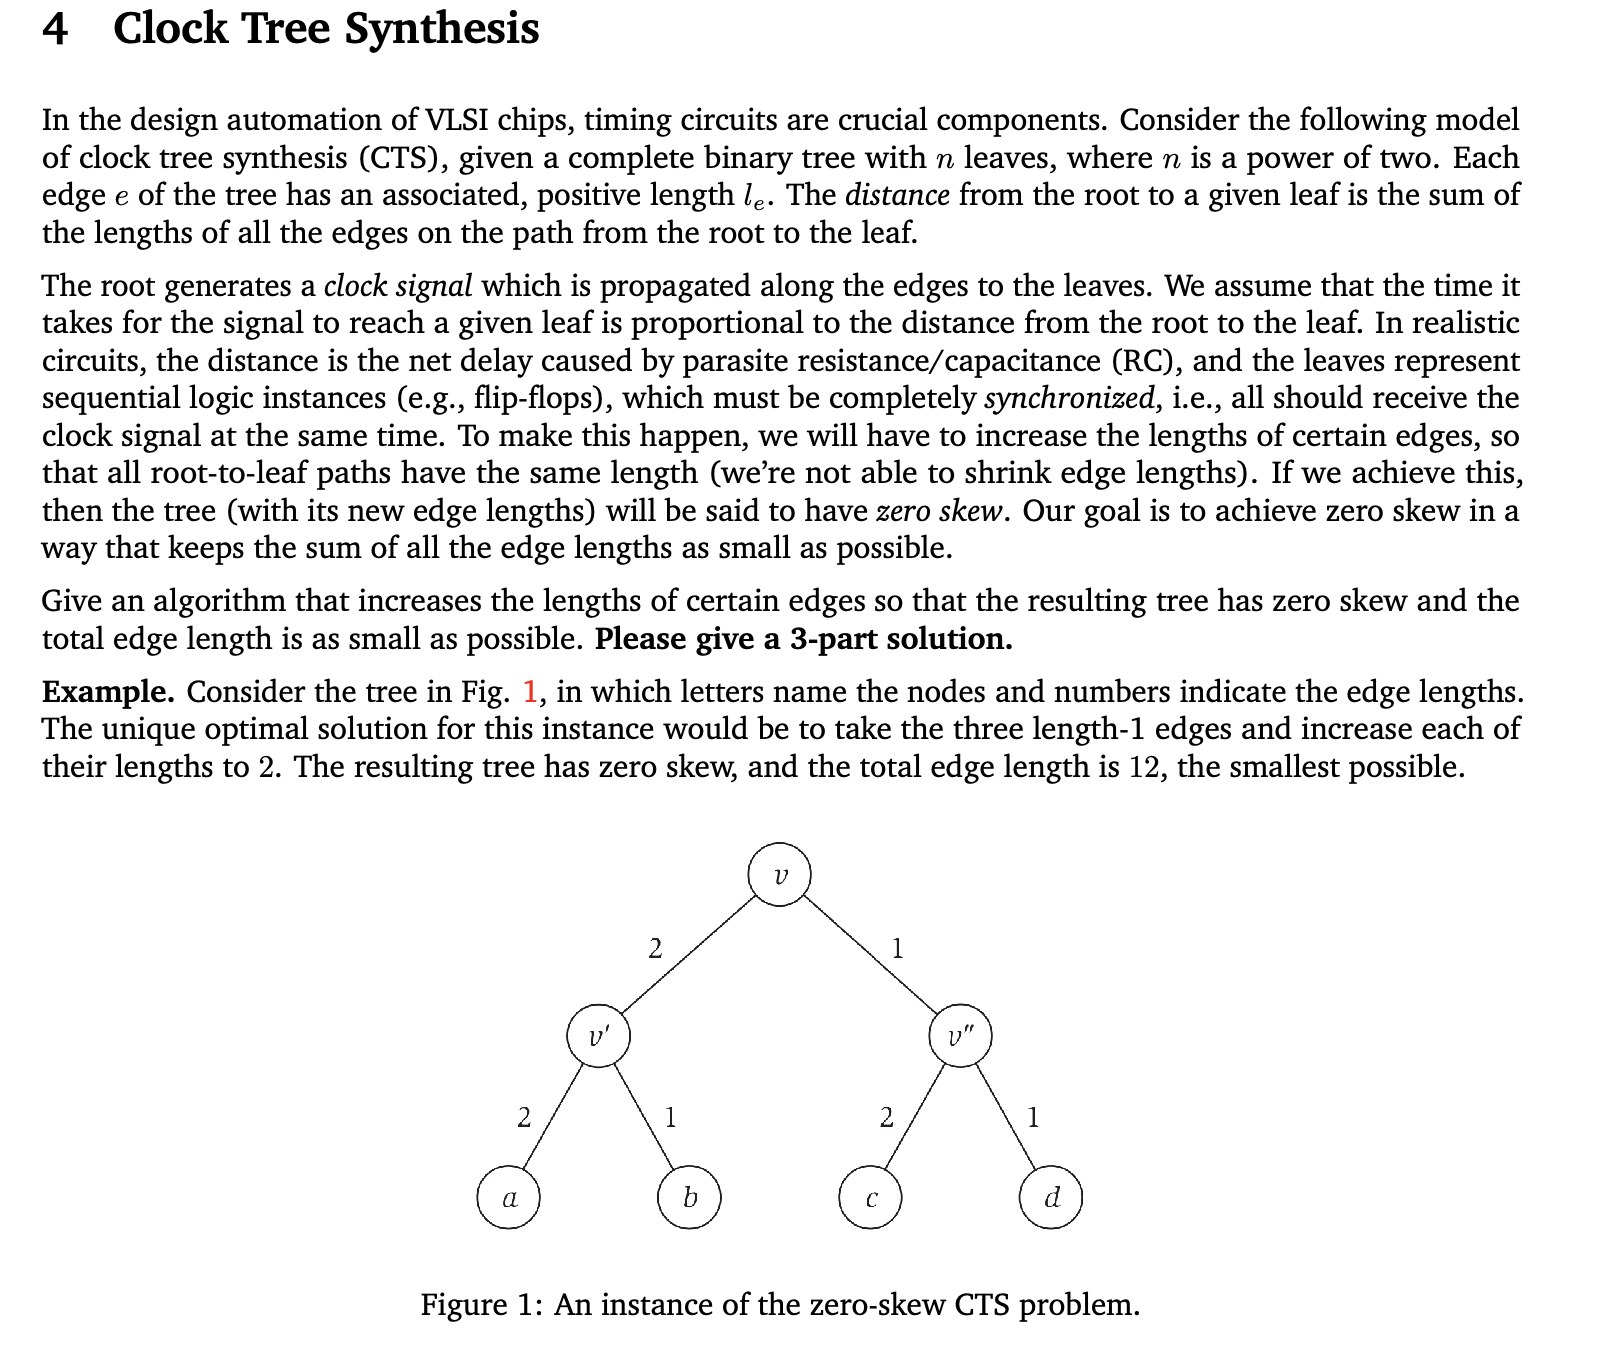 4 Clock Tree Synthesis
In the design automation of VLSI chips, timing circuits are crucial components. Consider the following model
of clock tree synthesis (CTS), given a complete binary tree with n leaves, where n is a power of two. Each
edge e of the tree has an associated, positive length lₑ. The distance from the root to a given leaf is the sum of
the lengths of all the edges on the path from the root to the leaf.
The root generates a clock signal which is propagated along the edges to the leaves. We assume that the time it
takes for the signal to reach a given leaf is proportional to the distance from the root to the leaf. In realistic
circuits, the distance is the net delay caused by parasite resistance/capacitance (RC), and the leaves represent
sequential logic instances (e.g., flip-flops), which must be completely synchronized, i.e., all should receive the
clock signal at the same time. To make this happen, we will have to increase the lengths of certain edges, so
that all root-to-leaf paths have the same length (we're not able to shrink edge lengths). If we achieve this,
then the tree (with its new edge lengths) will be said to have zero skew. Our goal is to achieve zero skew in a
way that keeps the sum of all the edge lengths as small as possible.
Give an algorithm that increases the lengths of certain edges so that the resulting tree has zero skew and the
total edge length is as small as possible. Please give a 3-part solution.
Example. Consider the tree in Fig. 1, in which letters name the nodes and numbers indicate the edge lengths.
The unique optimal solution for this instance would be to take the three length-1 edges and increase each of
their lengths to 2. The resulting tree has zero skew, and the total edge length is 12, the smallest possible.
v
2 1
v′ v″
2 1 2 1
a b c d
Figure 1: An instance of the zero-skew CTS problem.